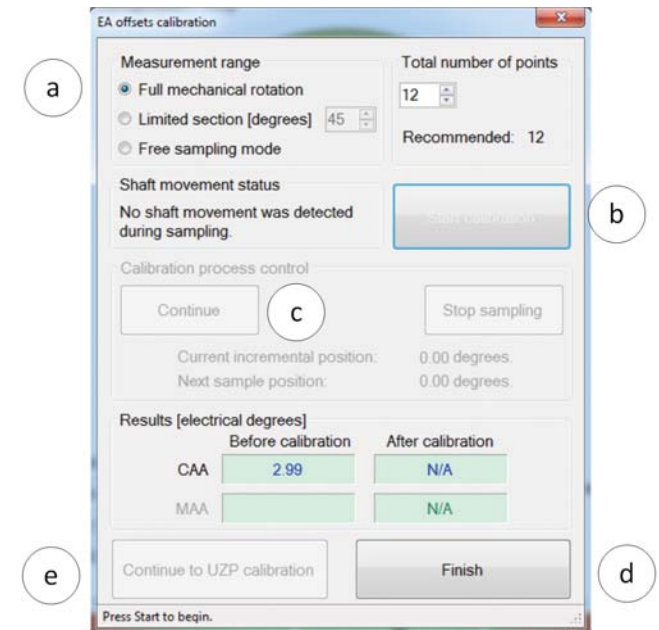 EA offsets calibration
Measurement range
Total number of points
a
Full mechanical rotation
12
Limited section [degrees] 45
Recommended: 12
Free sampling mode
Shaft movement status
No shaft movement was detected
during sampling.
Start calibration
b
Calibration process control
Continue
c
Stop sampling
Current incremental position: 0.00 degrees.
Next sample position: 0.00 degrees.
Results [electrical degrees]
Before calibration After calibration
CAA 2.99 N/A
MAA N/A
e
Continue to UZP calibration
Finish
d
Press Start to begin.